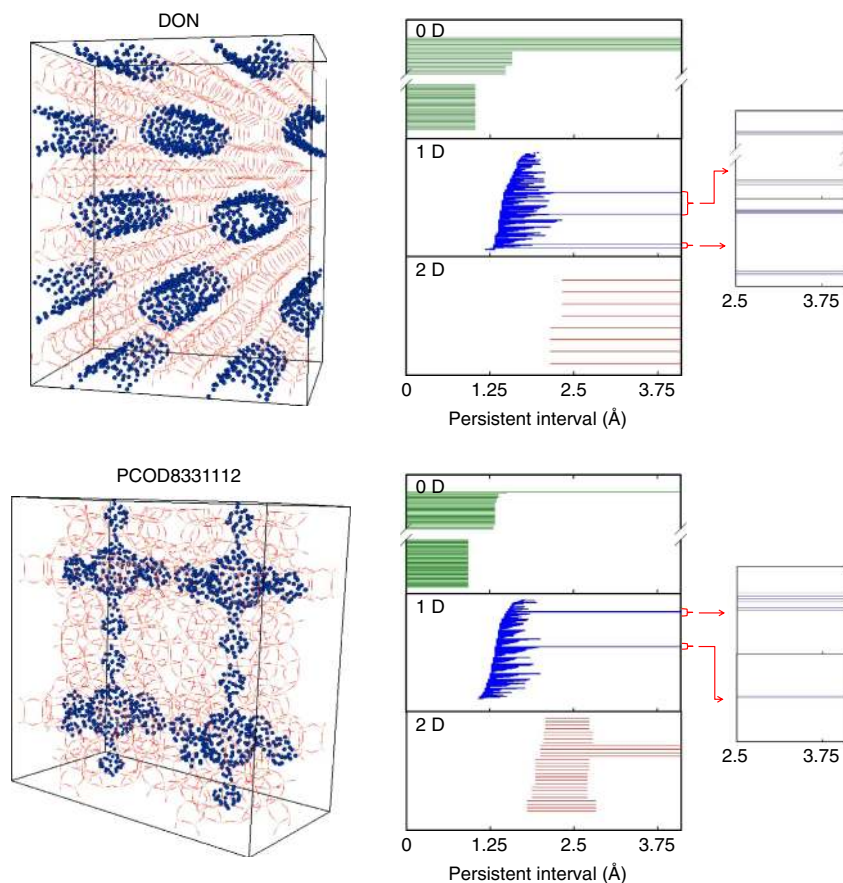 DON
0 D
1 D
2 D
0 1.25 2.5 3.75
Persistent interval (Å)
2.5 3.75
PCOD8331112
0 D
1 D
2 D
0 1.25 2.5 3.75
Persistent interval (Å)
2.5 3.75